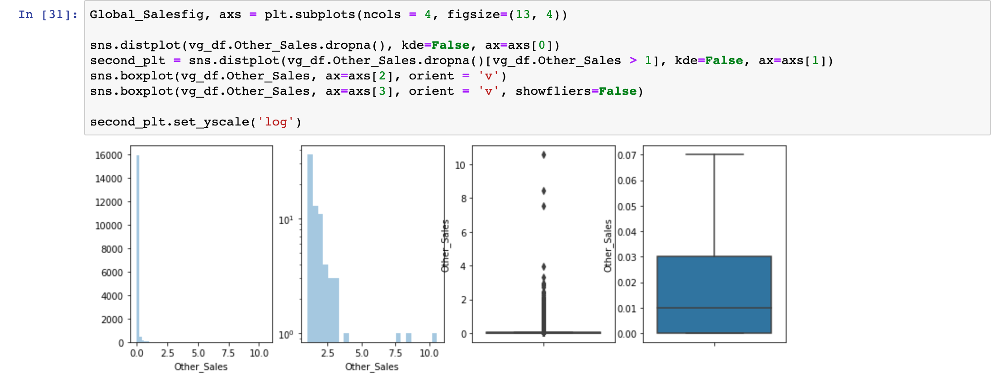 In [31]:
Global_Salesfig, axs = plt.subplots(ncols = 4, figsize=(13, 4))
sns.distplot(vg_df.Other_Sales.dropna(), kde=False, ax=axs[0])
second_plt = sns.distplot(vg_df.Other_Sales.dropna()[vg_df.Other_Sales > 1], kde=False, ax=axs[1])
sns.boxplot(vg_df.Other_Sales, ax=axs[2], orient = 'v')
sns.boxplot(vg_df.Other_Sales, ax=axs[3], orient = 'v', showfliers=False)
second_plt.set_yscale('log')
16000
14000
12000
10000
8000
6000
4000
2000
0
0.0 2.5 5.0 7.5 10.0
Other_Sales
10¹
10⁰
2.5 5.0 7.5 10.0
Other_Sales
Other_Sales
10
8
6
4
2
0
Other_Sales
0.07
0.06
0.05
0.04
0.03
0.02
0.01
0.00